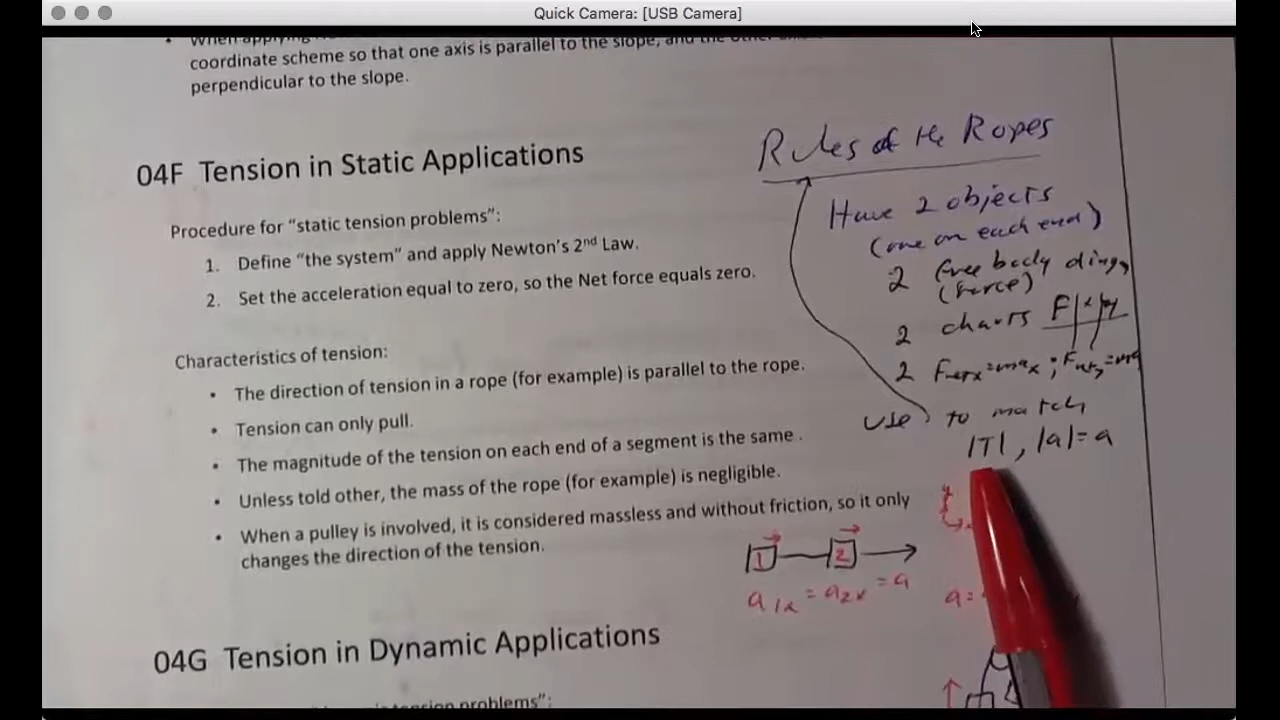 Quick Camera: [USB Camera]
When applying
coordinate scheme so that one axis is parallel to the slope, and the other
perpendicular to the slope.
04F Tension in Static Applications
Procedure for “static tension problems”:
1. Define “the system” and apply Newton’s 2nd Law.
2. Set the acceleration equal to zero, so the Net force equals zero.
Characteristics of tension:
• The direction of tension in a rope (for example) is parallel to the rope.
• Tension can only pull.
• The magnitude of the tension on each end of a segment is the same .
• Unless told other, the mass of the rope (for example) is negligible.
• When a pulley is involved, it is considered massless and without friction, so it only
changes the direction of the tension.
04G Tension in Dynamic Applications
tension problems”:
Rules of the Ropes
Have 2 objects
(one on each end)
2 free body diag,
(Force)
2 charts F|x|y
2 Fnetx=max; Fnety=m
use to match
|T|, |a|=a
1 2
a1x = a2x = a
a=